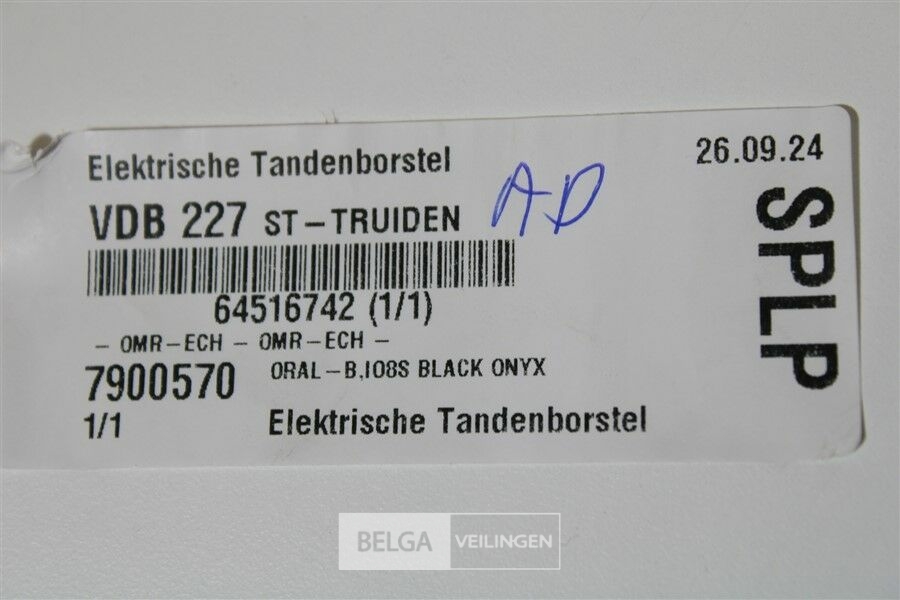 Elektrische Tandenborstel
26.09.24
VDB 227 ST-TRUIDEN
AD
SPLP
64516742 (1/1)
- OMR-ECH - OMR-ECH -
7900570 ORAL-B,IO8S BLACK ONYX
1/1 Elektrische Tandenborstel
BELGA VEILINGEN